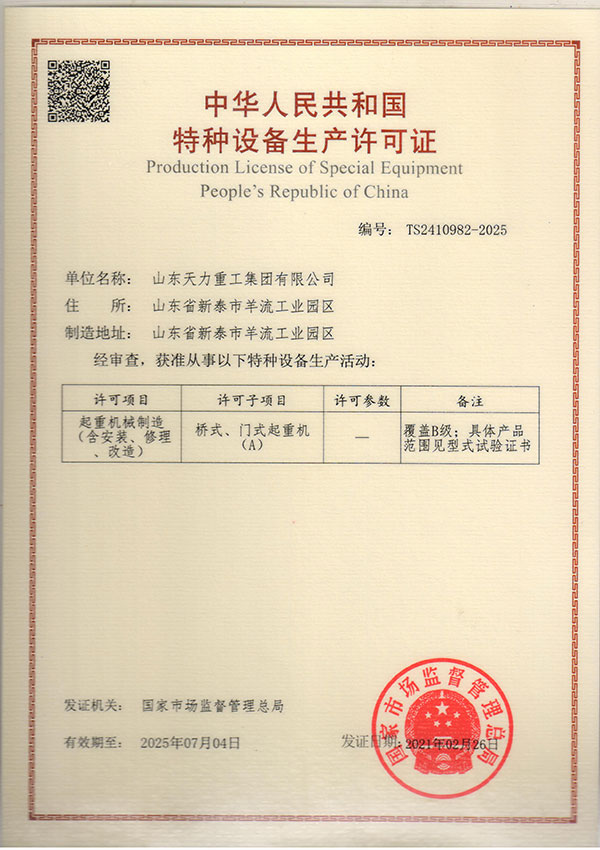 中华人民共和国
特种设备生产许可证
Production License of Special Equipment
People's Republic of China
编号： TS2410982-2025
单位名称： 山东天力重工集团有限公司
住 所： 山东省新泰市羊流工业园区
制造地址： 山东省新泰市羊流工业园区
经审查，获准从事以下特种设备生产活动：
许可项目 许可子项目 许可参数 备注
起重机械制造
（含安装、修理
、改造）
桥式、门式起重机
（A）
—
覆盖B级；具体产品
范围见型式试验证书
发证机关： 国家市场监督管理总局
有效期至： 2025年07月04日
发证日期：2021年02月26日
国家市场监督管理总局